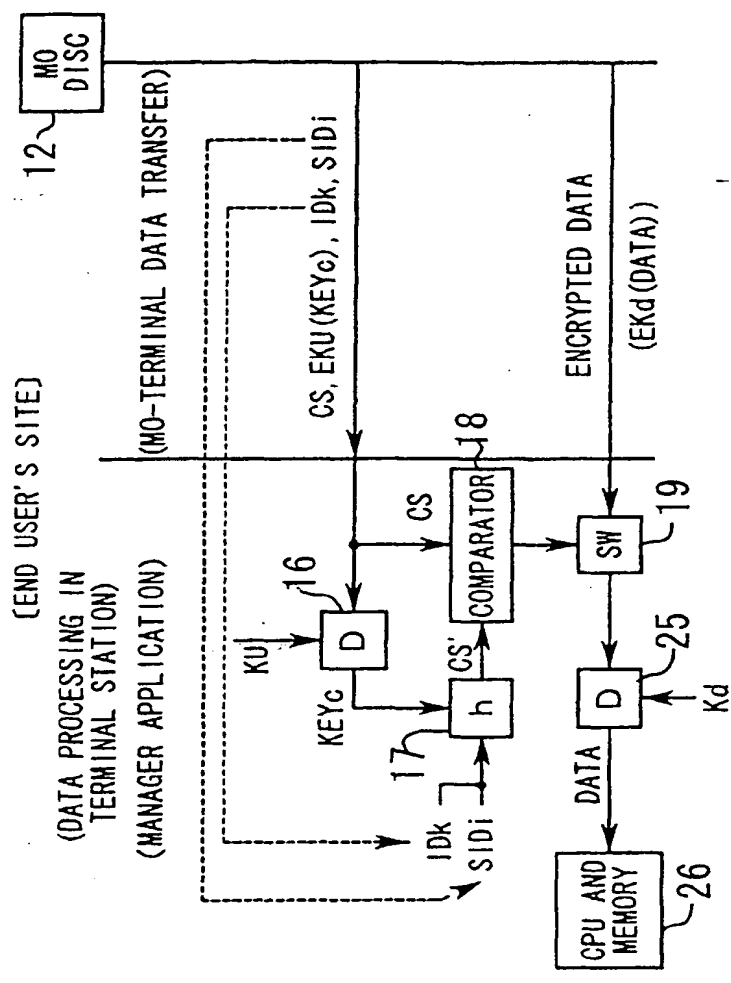 [END USER'S SITE]
(DATA PROCESSING IN
TERMINAL STATION)
(MANAGER APPLICATION)
(MO-TERMINAL DATA TRANSFER)
MO
DISC
12
CS, EKU(KEYc), IDk, SIDi
KU
D
16
KEYc
CS
IDk
SIDi
17
h
CS'
COMPARATOR
18
ENCRYPTED DATA
(EKd(DATA))
SW
19
D
25
Kd
DATA
CPU AND
MEMORY
26